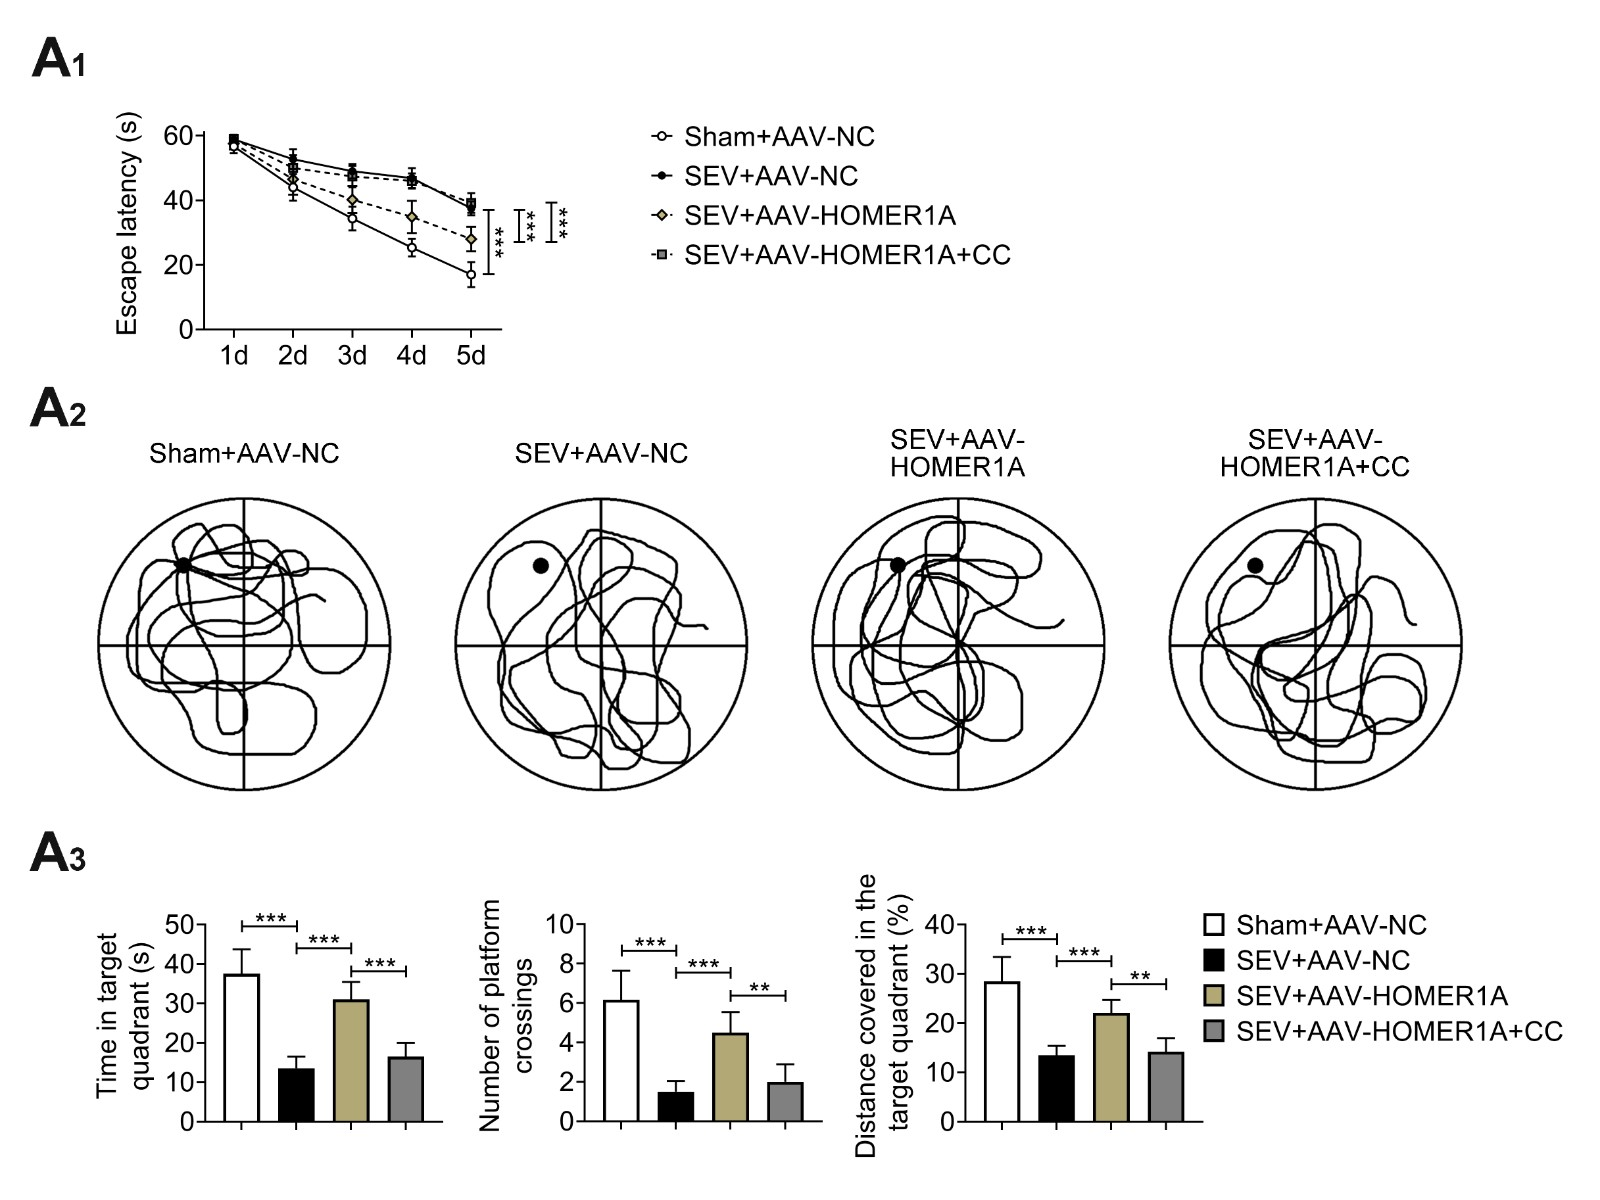 A1
Escape latency (s)
60
40
20
0
1d 2d 3d 4d 5d
*** *** ***
Sham+AAV-NC
SEV+AAV-NC
SEV+AAV-HOMER1A
SEV+AAV-HOMER1A+CC
A2
Sham+AAV-NC
SEV+AAV-NC
SEV+AAV-
HOMER1A
SEV+AAV-
HOMER1A+CC
A3
Time in target
quadrant (s)
50
40
30
20
10
0
*** *** ***
Number of platform
crossings
10
8
6
4
2
0
*** *** **
Distance covered in the
target quadrant (%)
40
30
20
10
0
*** *** **
Sham+AAV-NC
SEV+AAV-NC
SEV+AAV-HOMER1A
SEV+AAV-HOMER1A+CC